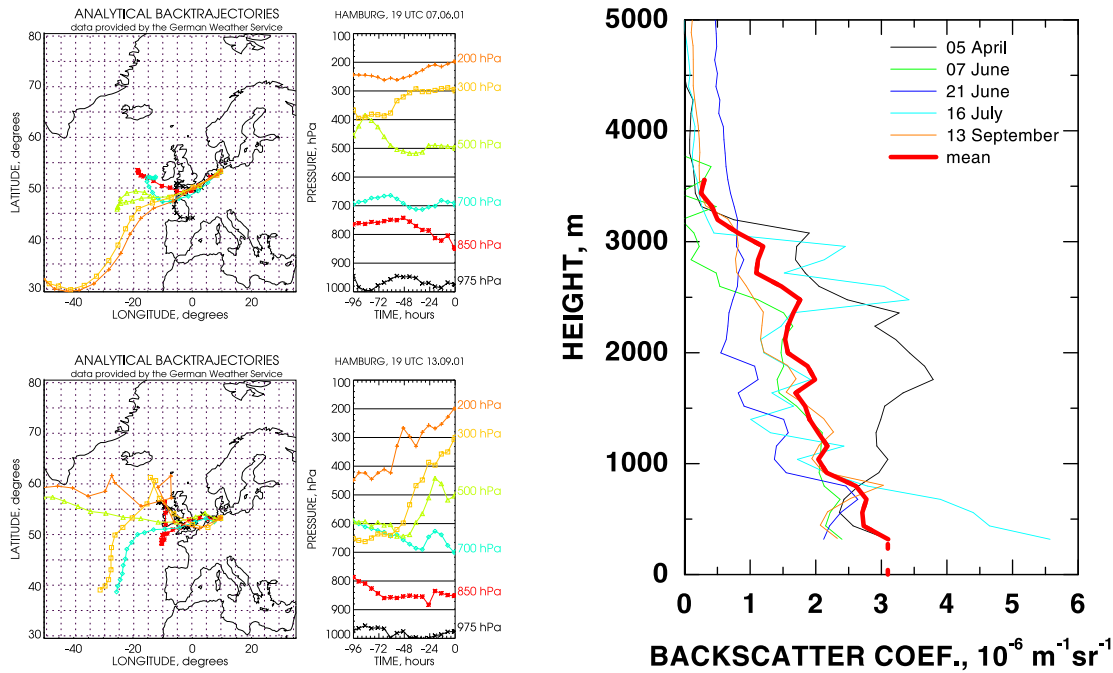 ANALYTICAL BACKTRAJECTORIES
data provided by the German Weather Service
HAMBURG, 19 UTC 07,06.01
80
70
60
50
40
30
LATITUDE, degrees
-40
-20
0
20
LONGITUDE, degrees
100
200
300
400
500
600
700
800
900
1000
PRESSURE, hPa
200 hPa
300 hPa
500 hPa
700 hPa
850 hPa
975 hPa
-96
-72
-48
-24
0
TIME, hours
ANALYTICAL BACKTRAJECTORIES
data provided by the German Weather Service
HAMBURG, 19 UTC 13.09.01
80
70
60
50
40
30
LATITUDE, degrees
-40
-20
0
20
LONGITUDE, degrees
100
200
300
400
500
600
700
800
900
1000
PRESSURE, hPa
200 hPa
300 hPa
500 hPa
700 hPa
850 hPa
975 hPa
-96
-72
-48
-24
0
TIME, hours
5000
4000
3000
2000
1000
0
HEIGHT, m
05 April
07 June
21 June
16 July
13 September
mean
0
1
2
3
4
5
6
BACKSCATTER COEF., 10⁻⁶ m⁻¹sr⁻¹